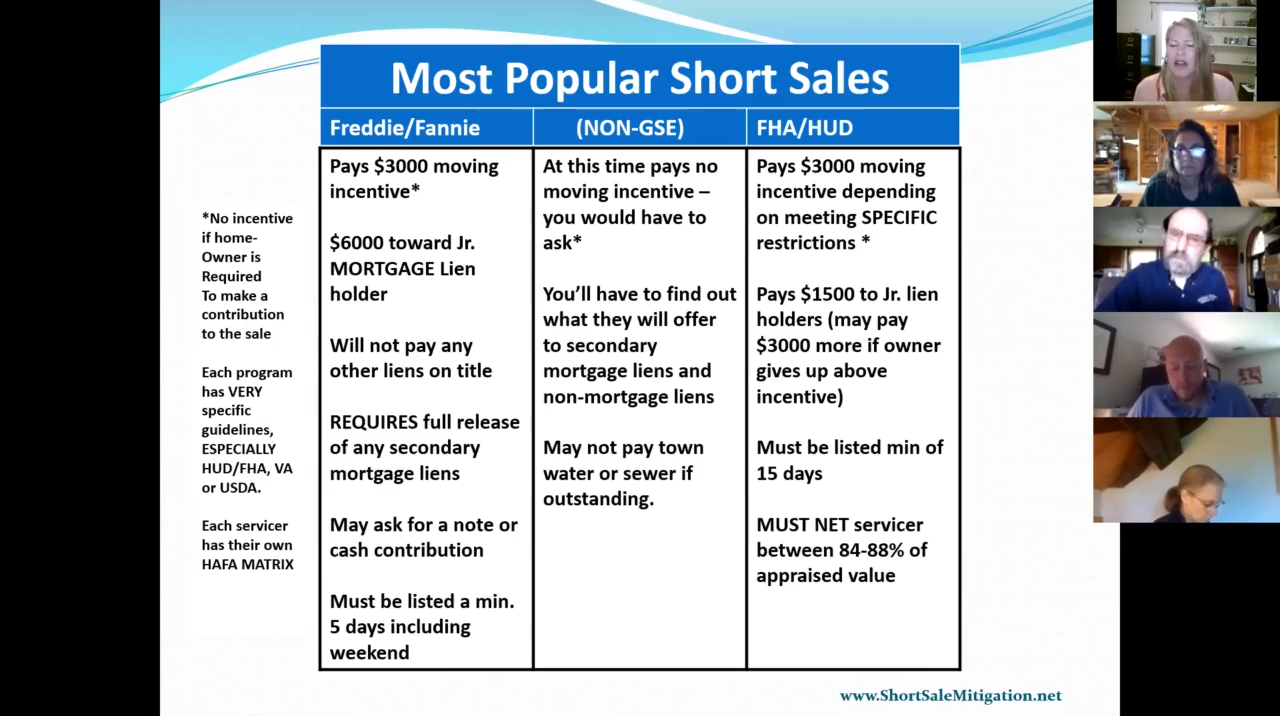 Most Popular Short Sales
Freddie/Fannie
(NON-GSE)
FHA/HUD
*No incentive
if home-
Owner is
Required
To make a
contribution
to the sale
Each program
has VERY
specific
guidelines,
ESPECIALLY
HUD/FHA, VA
or USDA.
Each servicer
has their own
HAFA MATRIX
Pays $3000 moving
incentive*
$6000 toward Jr.
MORTGAGE Lien
holder
Will not pay any
other liens on title
REQUIRES full release
of any secondary
mortgage liens
May ask for a note or
cash contribution
Must be listed a min.
5 days including
weekend
At this time pays no
moving incentive –
you would have to
ask*
You’ll have to find out
what they will offer
to secondary
mortgage liens and
non-mortgage liens
May not pay town
water or sewer if
outstanding.
Pays $3000 moving
incentive depending
on meeting SPECIFIC
restrictions *
Pays $1500 to Jr. lien
holders (may pay
$3000 more if owner
gives up above
incentive)
Must be listed min of
15 days
MUST NET servicer
between 84-88% of
appraised value
www.ShortSaleMitigation.net